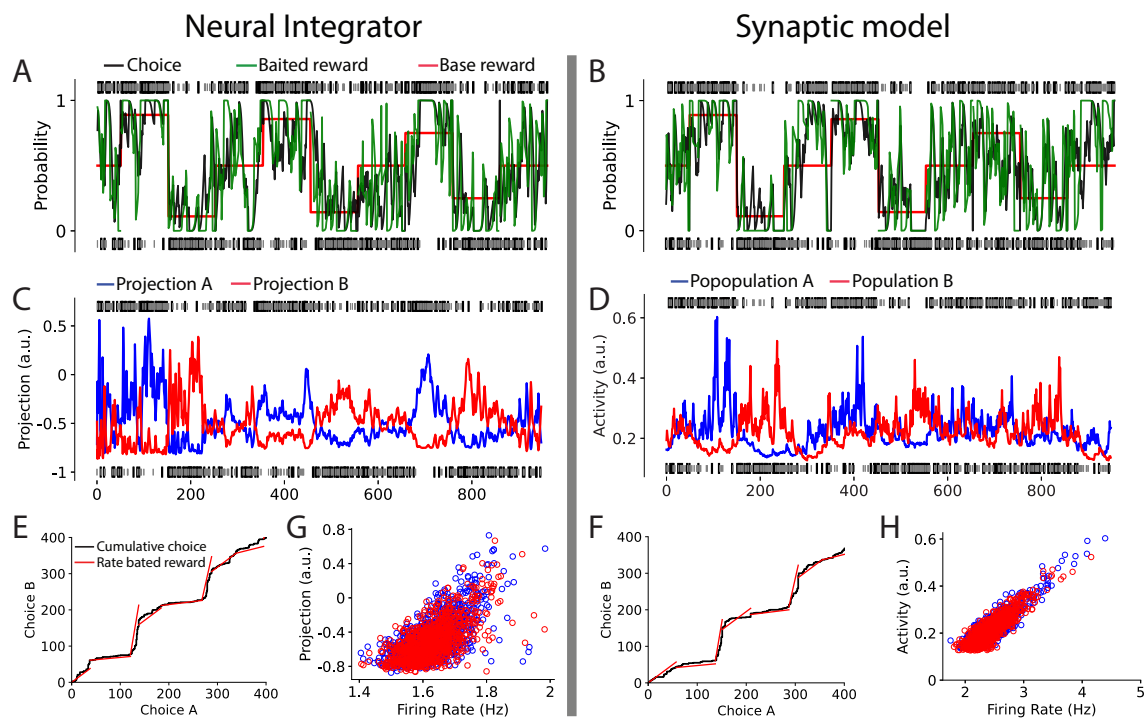 Neural Integrator
Synaptic model
A
Choice
Baited reward
Base reward
1
Probability
0
B
1
Probability
0
C
Projection A
Projection B
Projection (a.u.)
0
-0.5
-1
0
200
400
600
800
D
Popopulation A
Population B
Activity (a.u.)
0.6
0.4
0.2
0
200
400
600
800
E
Cumulative choice
Rate bated reward
Choice B
400
300
200
100
0
0
100
200
300
400
Choice A
G
Projection (a.u.)
0.8
0.4
0
-0.4
-0.8
1.4
1.6
1.8
2
Firing Rate (Hz)
F
Choice B
400
300
200
100
0
0
100
200
300
400
Choice A
H
Activity (a.u.)
0.6
0.4
0.2
0
2
3
4
5
Firing Rate (Hz)